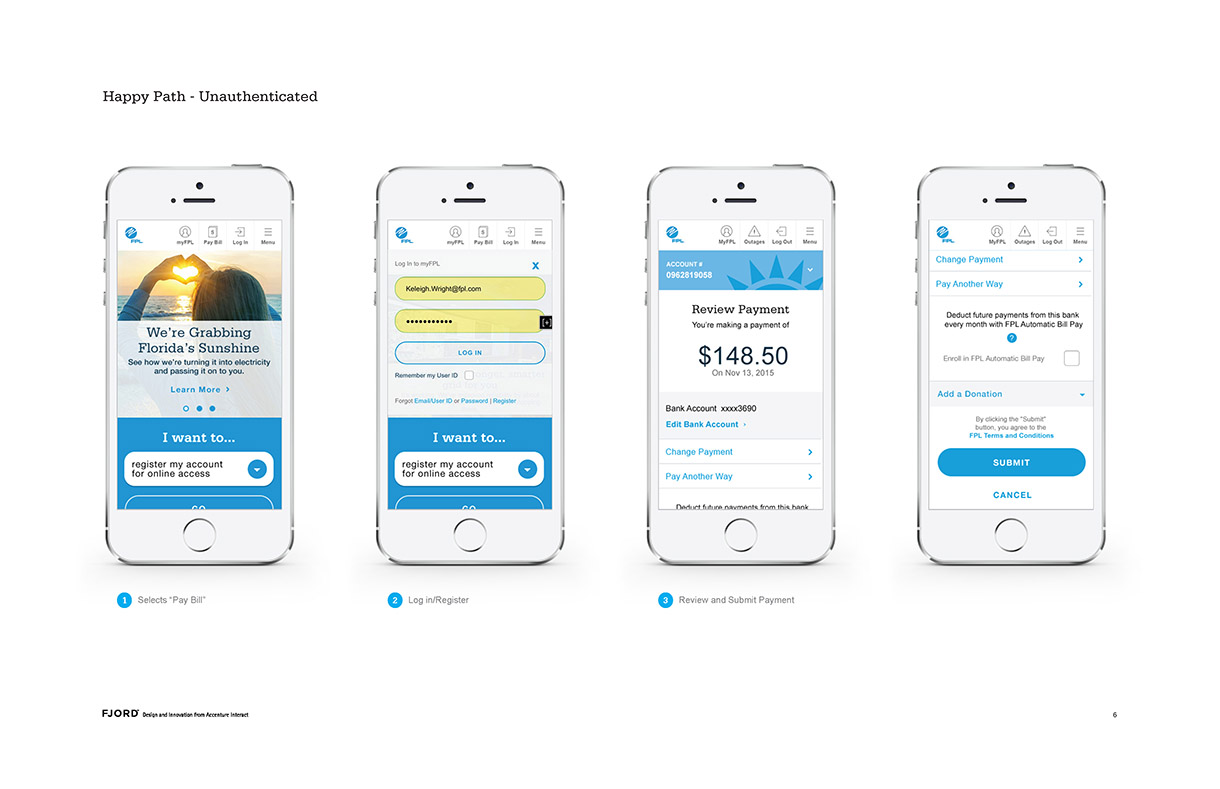 Happy Path - Unauthenticated
FPL
myFPL
Pay Bill
Log In
Menu
We're Grabbing
Florida's Sunshine
See how we're turning it into electricity
and passing it on to you.
Learn More >
I want to...
register my account
for online access
GO
1 Selects “Pay Bill”
FPL
myFPL
Pay Bill
Log In
Menu
Log In to myFPL
X
Keleigh.Wright@fpl.com
•••••••••••
LOG IN
Remember my User ID
Forgot Email/User ID or Password | Register
I want to...
register my account
for online access
GO
2 Log in/Register
FPL
MyFPL
Outages
Log Out
Menu
ACCOUNT #
0962819058
Review Payment
You're making a payment of
$148.50
On Nov 13, 2015
Bank Account xxxx3690
Edit Bank Account ›
Change Payment >
Pay Another Way >
Deduct future payments from this bank
3 Review and Submit Payment
FPL
MyFPL
Outages
Log Out
Menu
Change Payment >
Pay Another Way >
Deduct future payments from this bank
every month with FPL Automatic Bill Pay
?
Enroll in FPL Automatic Bill Pay
Add a Donation
By clicking the "Submit"
button, you agree to the
FPL Terms and Conditions
SUBMIT
CANCEL
FJORD Design and Innovation from Accenture Interact
6